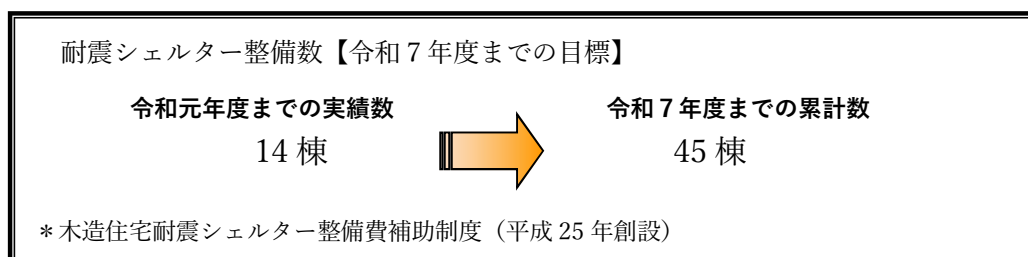 耐震シェルター整備数【令和７年度までの目標】
令和元年度までの実績数 令和７年度までの累計数
14 棟 45 棟
＊木造住宅耐震シェルター整備費補助制度（平成 25 年創設）